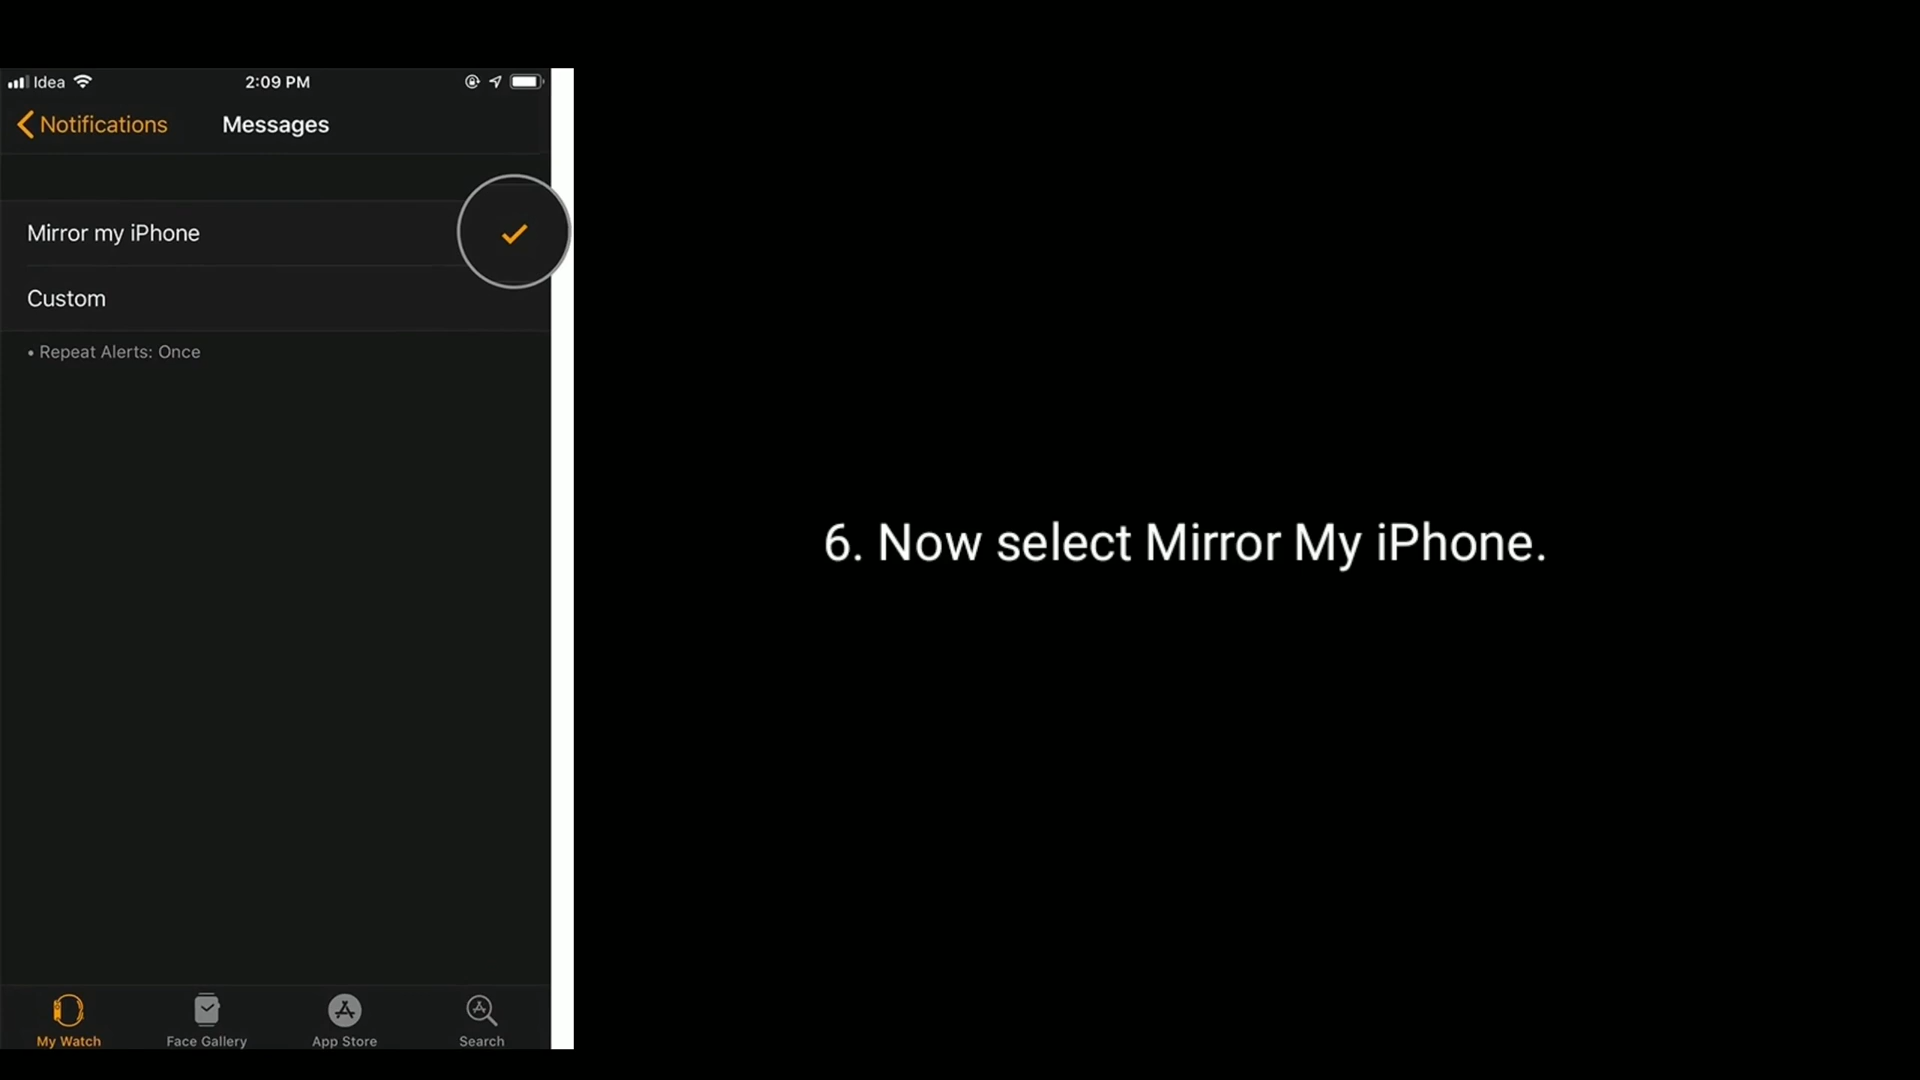 Idea 2:09 PM
Notifications Messages
Mirror my iPhone
Custom
• Repeat Alerts: Once
6. Now select Mirror My iPhone.
My Watch Face Gallery App Store Search